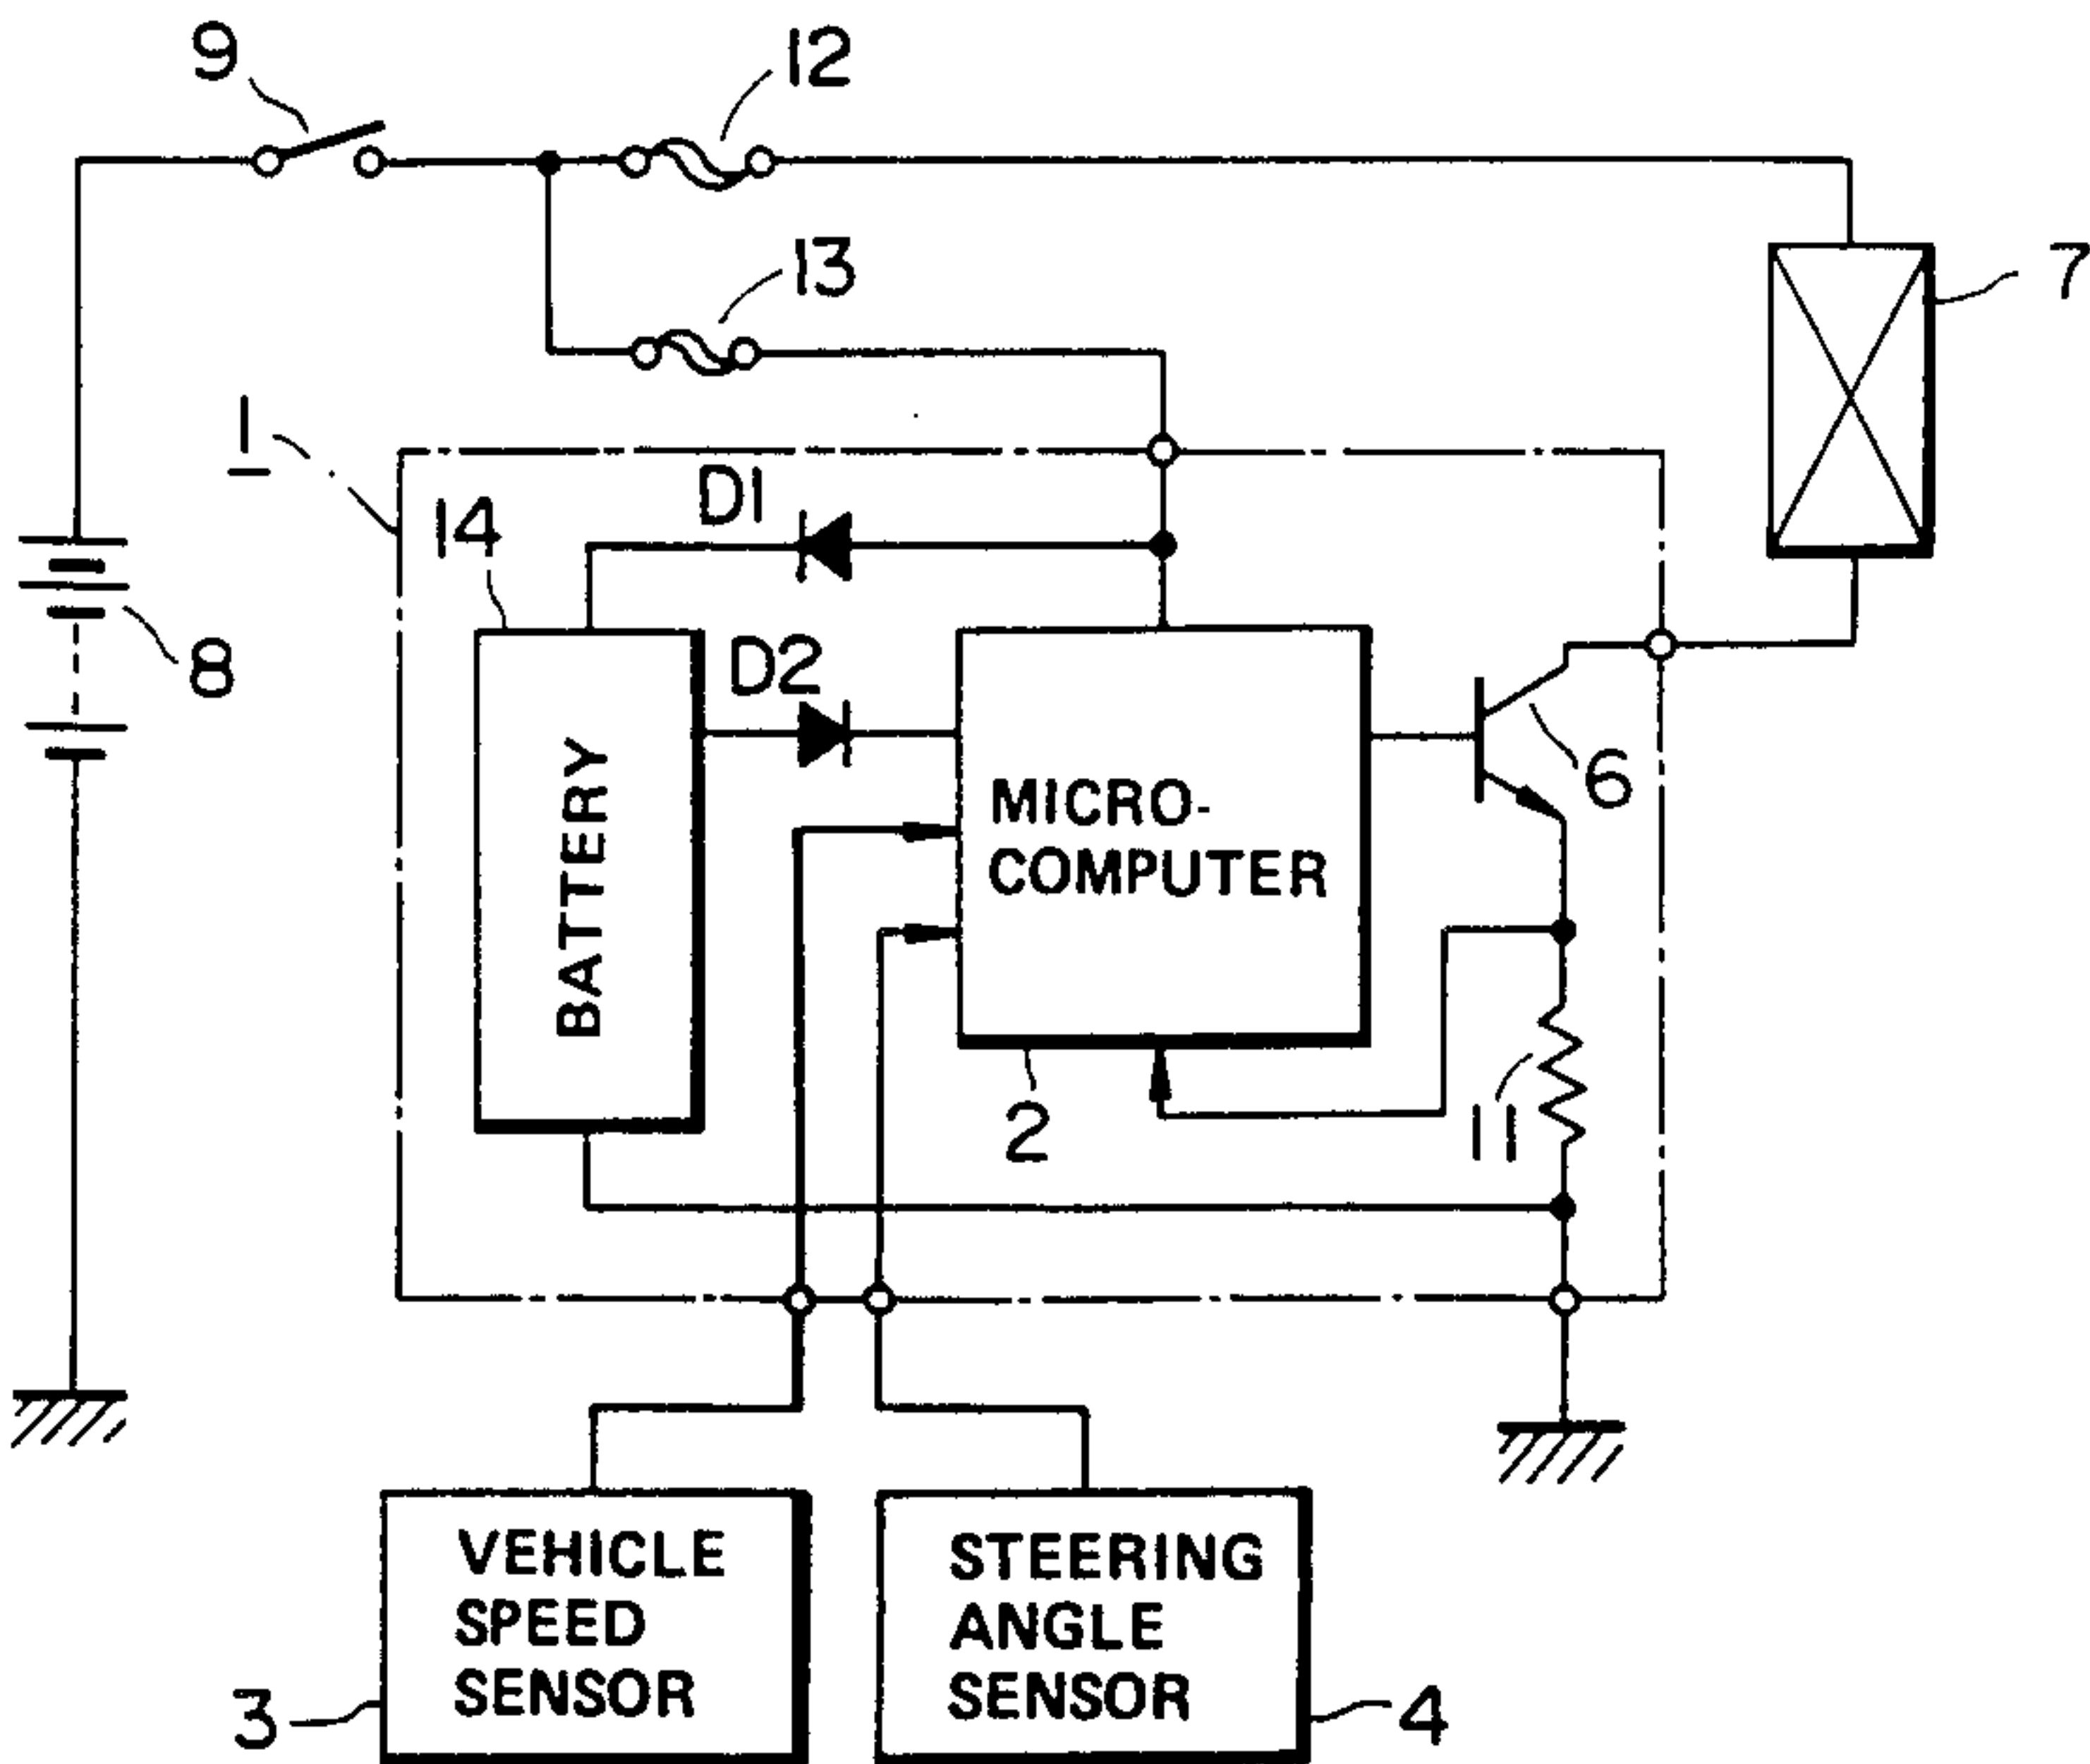 9
12
13
7
1
14
D1
8
D2
6
BATTERY
MICRO-
COMPUTER
2
11
VEHICLE
SPEED
SENSOR
STEERING
ANGLE
SENSOR
3
4